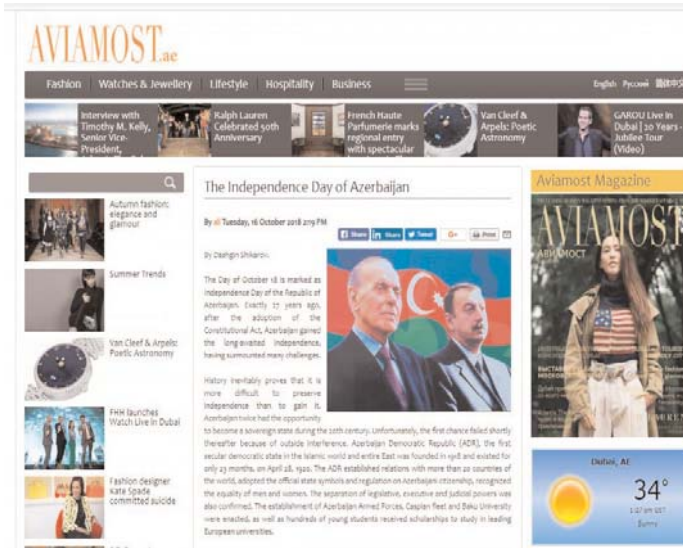 AVIAMOST.ae
Fashion Watches & Jewellery Lifestyle Hospitality Business
English Русский 简体中文
Interview with
Timothy M. Kelly,
Senior Vice-
President,
Ralph Lauren
Celebrated 50th
Anniversary
French Haute
Parfumerie marks
regional entry
with spectacular
Van Cleef &
Arpels: Poetic
Astronomy
GAROU Live in
Dubai | 20 Years -
Jubilee Tour
(Video)
Autumn fashion:
elegance and
glamour
Summer Trends
Van Cleef & Arpels:
Poetic Astronomy
FHH launches
Watch Live in Dubai
Fashion designer
Kate Spade
committed suicide
The Independence Day of Azerbaijan
By ali Tuesday, 16 October 2018 2:19 PM
Share Share Tweet G+ Print
By Dashgin Shikarov.
The Day of October 18 is marked as
Independence Day of the Republic of
Azerbaijan. Exactly 27 years ago,
after the adoption of the
Constitutional Act, Azerbaijan gained
the long-awaited independence,
having surmounted many challenges.
History inevitably proves that it is
more difficult to preserve
independence than to gain it.
Azerbaijan twice had the opportunity
to become a sovereign state during the 20th century. Unfortunately, the first chance failed shortly
thereafter because of outside interference. Azerbaijan Democratic Republic (ADR), the first
secular democratic state in the Islamic world and entire East was founded in 1918 and existed for
only 23 months, on April 28, 1920. The ADR established relations with more than 20 countries of
the world, adopted the official state symbols and regulation on Azerbaijani citizenship, recognized
the equality of men and women. The separation of legislative, executive and judicial powers was
also confirmed. The establishment of Azerbaijan Armed Forces, Caspian fleet and Baku University
were enacted, as well as hundreds of young students received scholarships to study in leading
European universities.
Aviamost Magazine
AVIAMOST
АВИАМОСТ
Dubai, AE
34°
Sunny